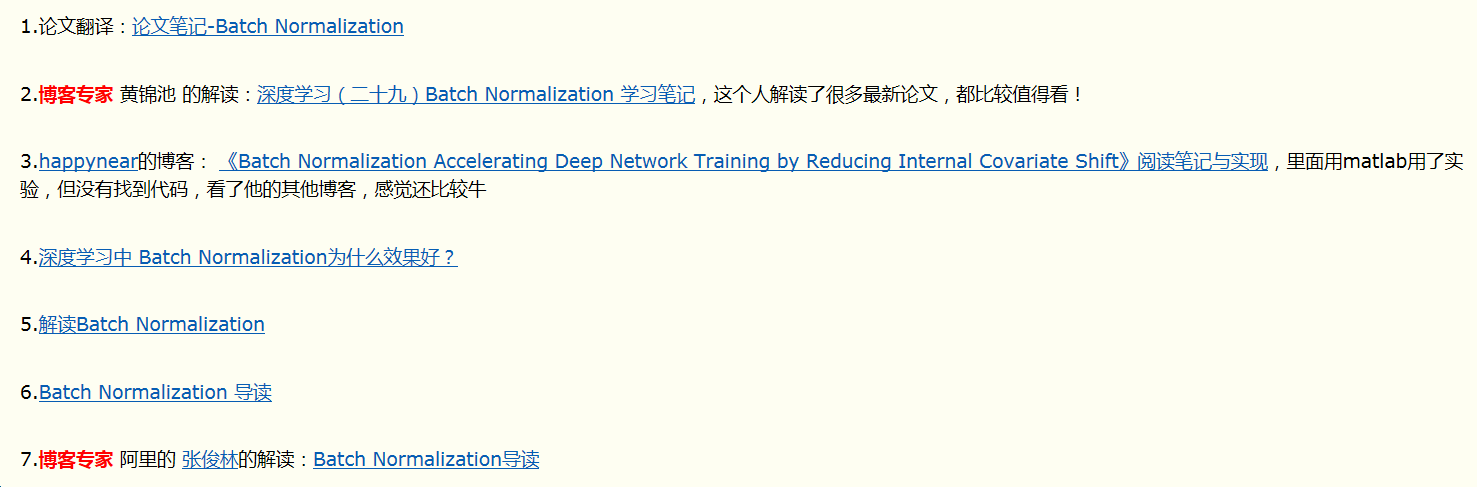 1.论文翻译：论文笔记-Batch Normalization
2.博客专家 黄锦池 的解读：深度学习（二十九）Batch Normalization 学习笔记，这个人解读了很多最新论文，都比较值得看！
3.happynear的博客： 《Batch Normalization Accelerating Deep Network Training by Reducing Internal Covariate Shift》阅读笔记与实现，里面用matlab用了实
验，但没有找到代码，看了他的其他博客，感觉还比较牛
4.深度学习中 Batch Normalization为什么效果好？
5.解读Batch Normalization
6.Batch Normalization 导读
7.博客专家 阿里的 张俊林的解读：Batch Normalization导读